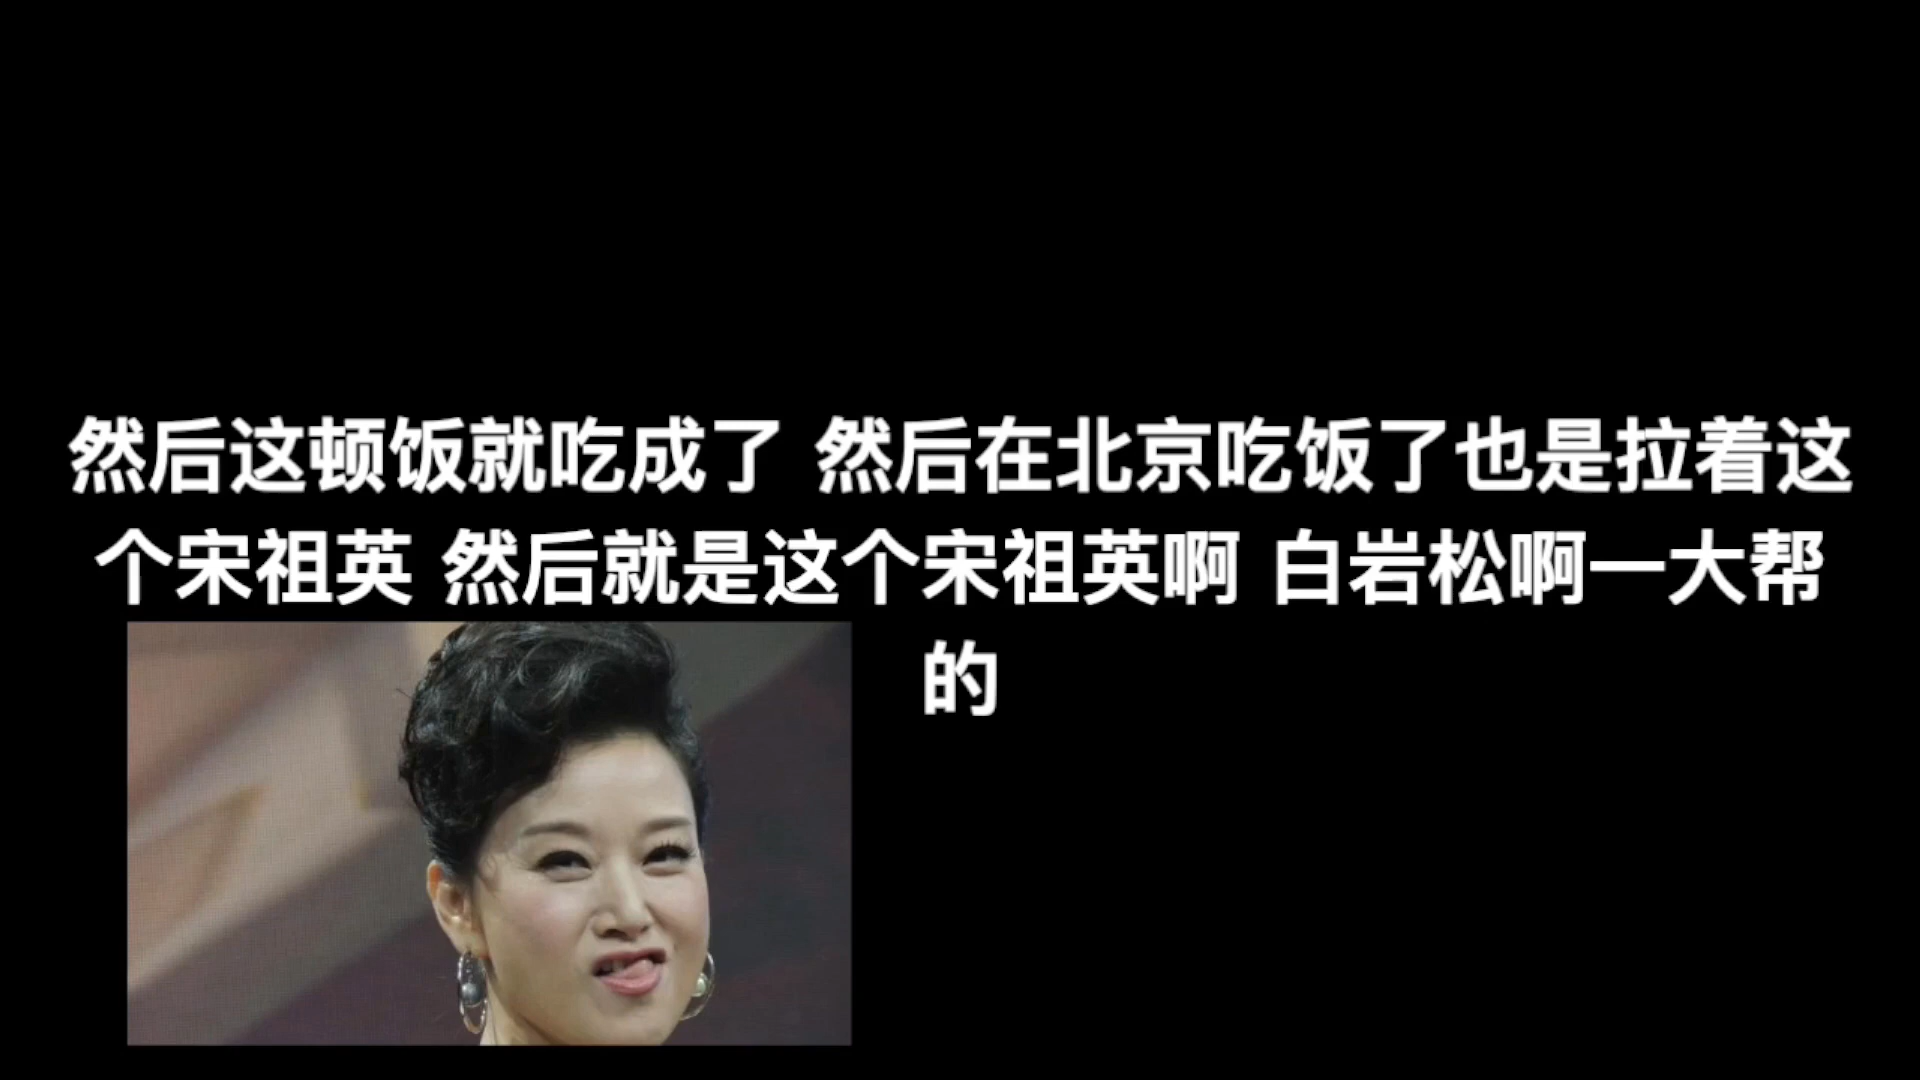 然后这顿饭就吃成了 然后在北京吃饭了也是拉着这
个宋祖英 然后就是这个宋祖英啊 白岩松啊一大帮
的